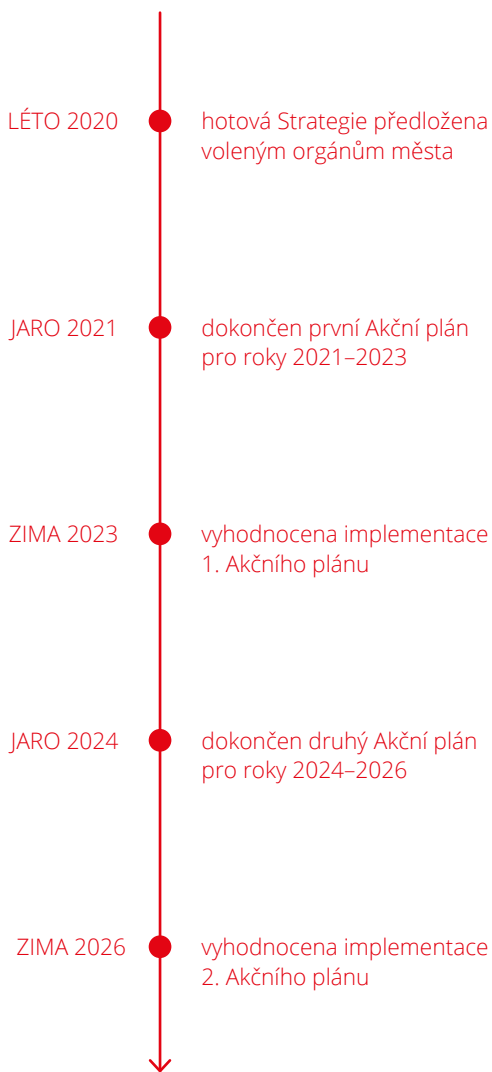 LÉTO 2020
hotová Strategie předložena
voleným orgánům města
JARO 2021
dokončen první Akční plán
pro roky 2021–2023
ZIMA 2023
vyhodnocena implementace
1. Akčního plánu
JARO 2024
dokončen druhý Akční plán
pro roky 2024–2026
ZIMA 2026
vyhodnocena implementace
2. Akčního plánu